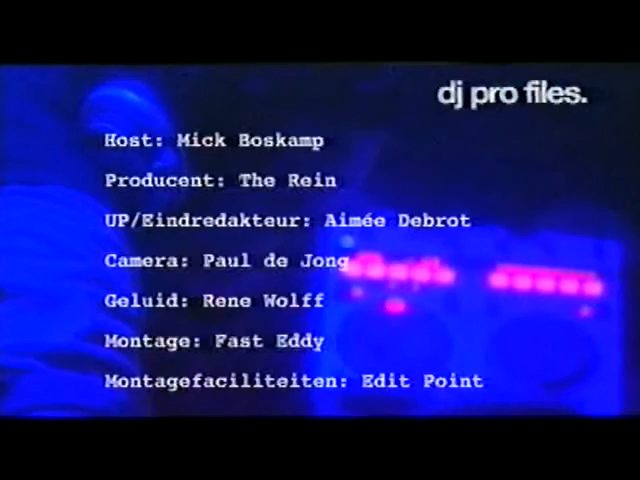 dj pro files.
Host: Mick Boskamp
Producent: The Rein
UP/Eindredakteur: Aimée Debrot
Camera: Paul de Jong
Geluid: Rene Wolff
Montage: Fast Eddy
Montagefaciliteiten: Edit Point